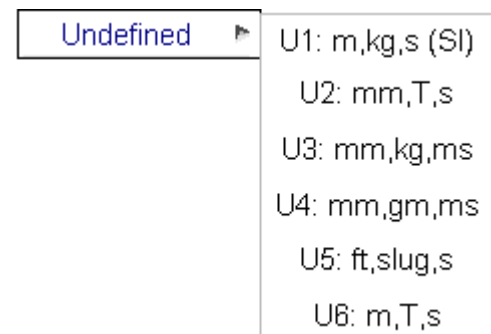 Undefined
U1: m,kg,s (SI)
U2: mm,T,s
U3: mm,kg,ms
U4: mm,gm,ms
U5: ft,slug,s
U6: m,T,s